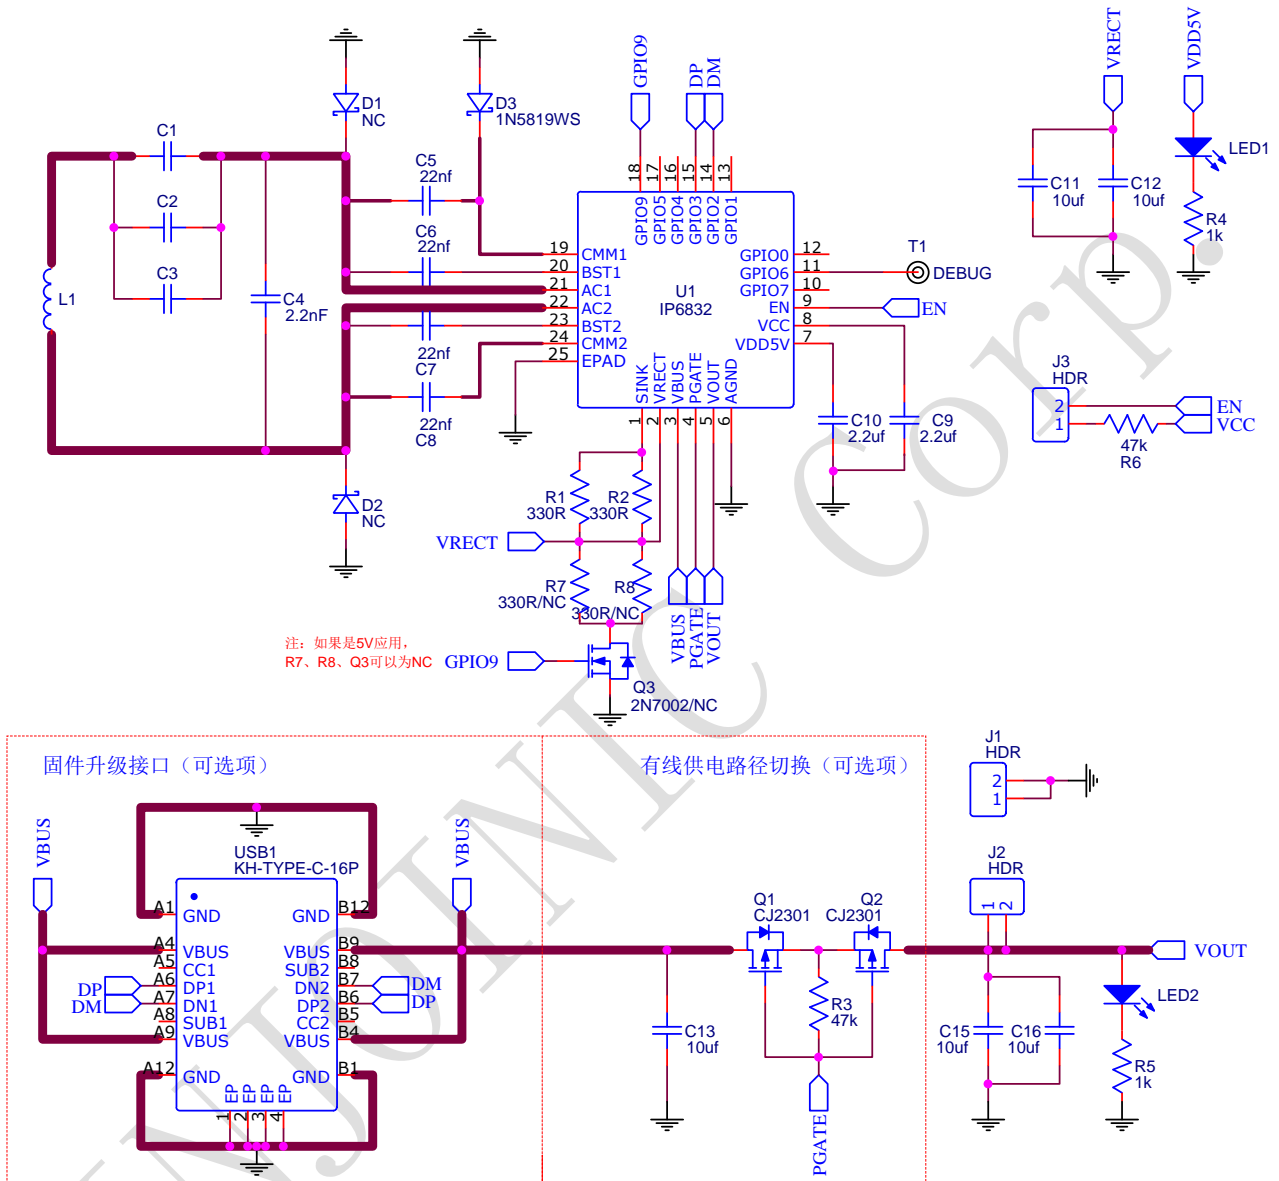 GPIO9
DP
DM
VRECT
VDD5V
D1
NC
D3
1N5819WS
C1
C2
C3
L1
C4
2.2nF
C5
22nf
C6
22nf
22nf
C7
22nf
C8
D2
NC
18
17
16
15
14
13
GPIO9
GPIO5
GPIO4
GPIO3
GPIO2
GPIO1
19 CMM1
20 BST1
21 AC1
22 AC2
23 BST2
24 CMM2
25 EPAD
U1
IP6832
GPIO0 12
GPIO6 11
GPIO7 10
EN 9
VCC 8
VDD5V 7
SINK
VRECT
VBUS
PGATE
VOUT
AGND
1
2
3
4
5
6
T1
DEBUG
EN
C10
2.2uf
C9
2.2uf
C11
10uf
C12
10uf
LED1
R4
1k
J3
HDR
2
1
EN
VCC
47k
R6
R1
330R
R2
330R
VRECT
R7
330R/NC
R8
330R/NC
VBUS
PGATE
VOUT
注：如果是5V应用，
R7、R8、Q3可以为NC
GPIO9
Q3
2N7002/NC
固件升级接口（可选项）
有线供电路径切换（可选项）
VBUS
VBUS
USB1
KH-TYPE-C-16P
A1 GND
A4 VBUS
A5 CC1
A6 DP1
A7 DN1
A8 SUB1
A9 VBUS
A12 GND
GND B12
VBUS B9
SUB2 B8
DN2 B7
DP2 B6
CC2 B5
VBUS B4
GND B1
DP
DM
DM
DP
EP
EP
EP
EP
1
2
3
4
C13
10uf
Q1
CJ2301
Q2
CJ2301
R3
47k
PGATE
J1
HDR
2
1
J2
HDR
1
2
VOUT
C15
10uf
C16
10uf
LED2
R5
1k
INJOINIC Corp.